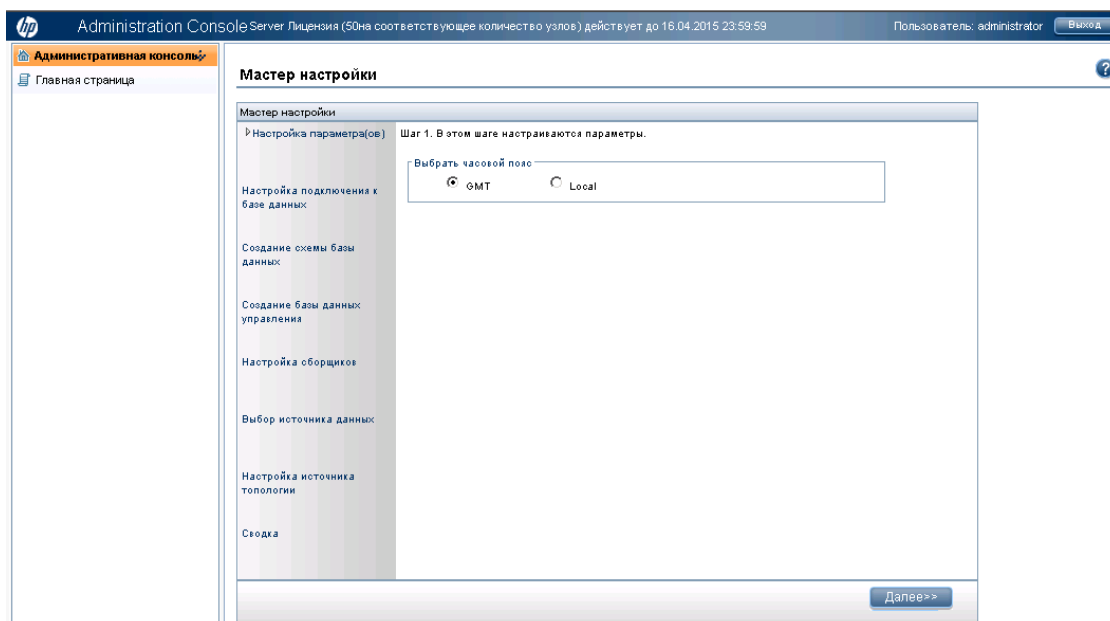 hp
Administration Console Server Лицензия (50на соответствующее количество узлов) действует до 16.04.2015 23:59:59
Пользователь: administrator
Выход
Административная консоль
Главная страница
Мастер настройки
?
Мастер настройки
Настройка параметра(ов)
Шаг 1. В этом шаге настраиваются параметры.
Выбрать часовой пояс
GMT
Local
Настройка подключения к
базе данных
Создание схемы базы
данных
Создание базы данных
управления
Настройка сборщиков
Выбор источника данных
Настройка источника
топологии
Сводка
Далее>>